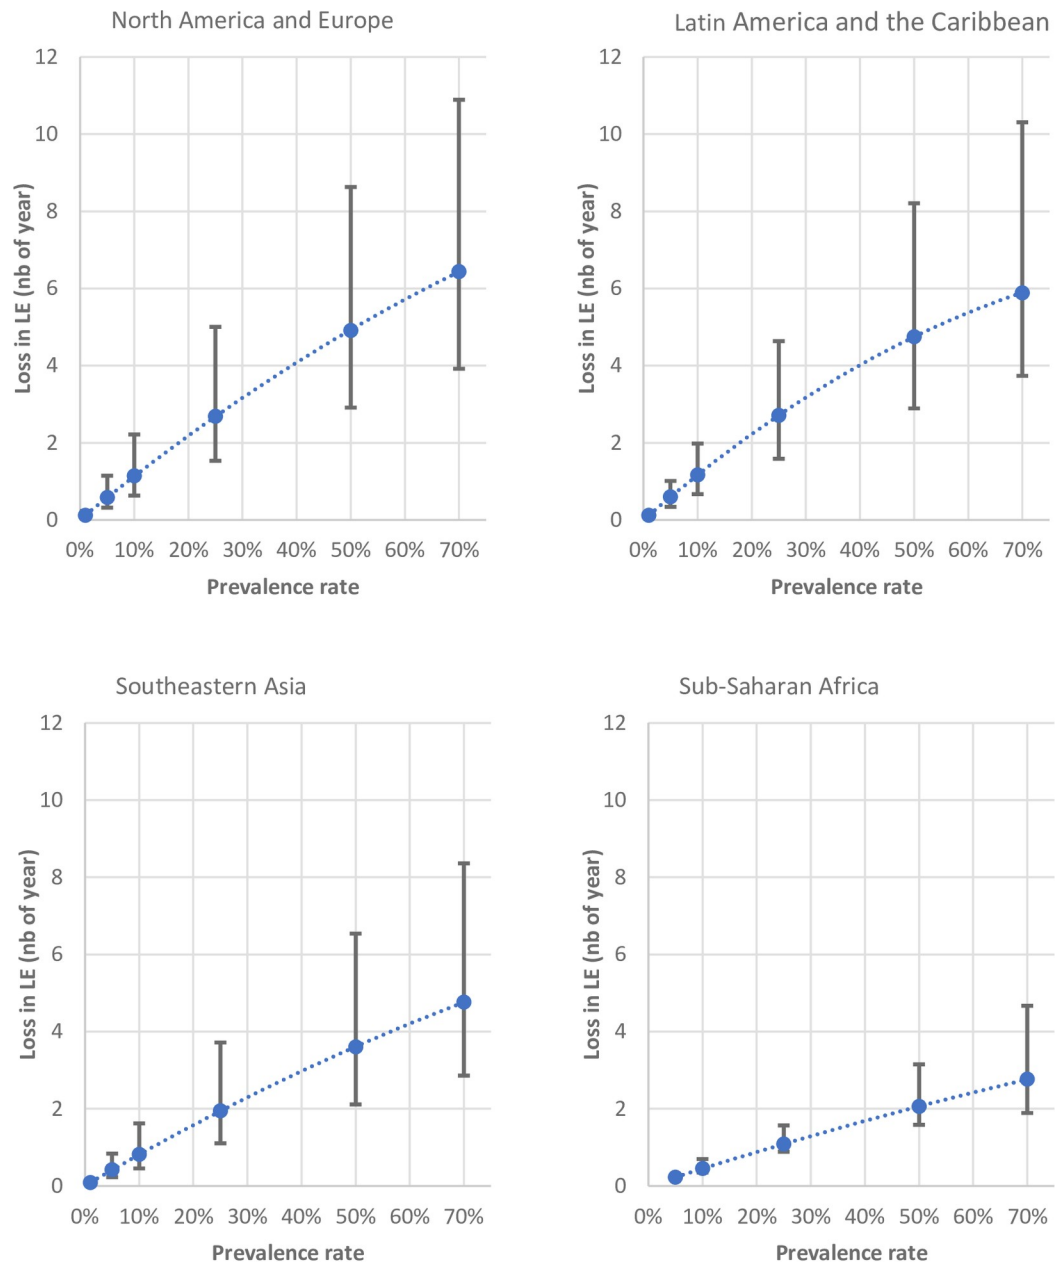 North America and Europe
12
10
8
6
4
2
0
Loss in LE (nb of year)
0% 10% 20% 30% 40% 50% 60% 70%
Prevalence rate
Latin America and the Caribbean
12
10
8
6
4
2
0
Loss in LE (nb of year)
0% 10% 20% 30% 40% 50% 60% 70%
Prevalence rate
Southeastern Asia
12
10
8
6
4
2
0
Loss in LE (nb of year)
0% 10% 20% 30% 40% 50% 60% 70%
Prevalence rate
Sub-Saharan Africa
12
10
8
6
4
2
0
Loss in LE (nb of year)
0% 10% 20% 30% 40% 50% 60% 70%
Prevalence rate